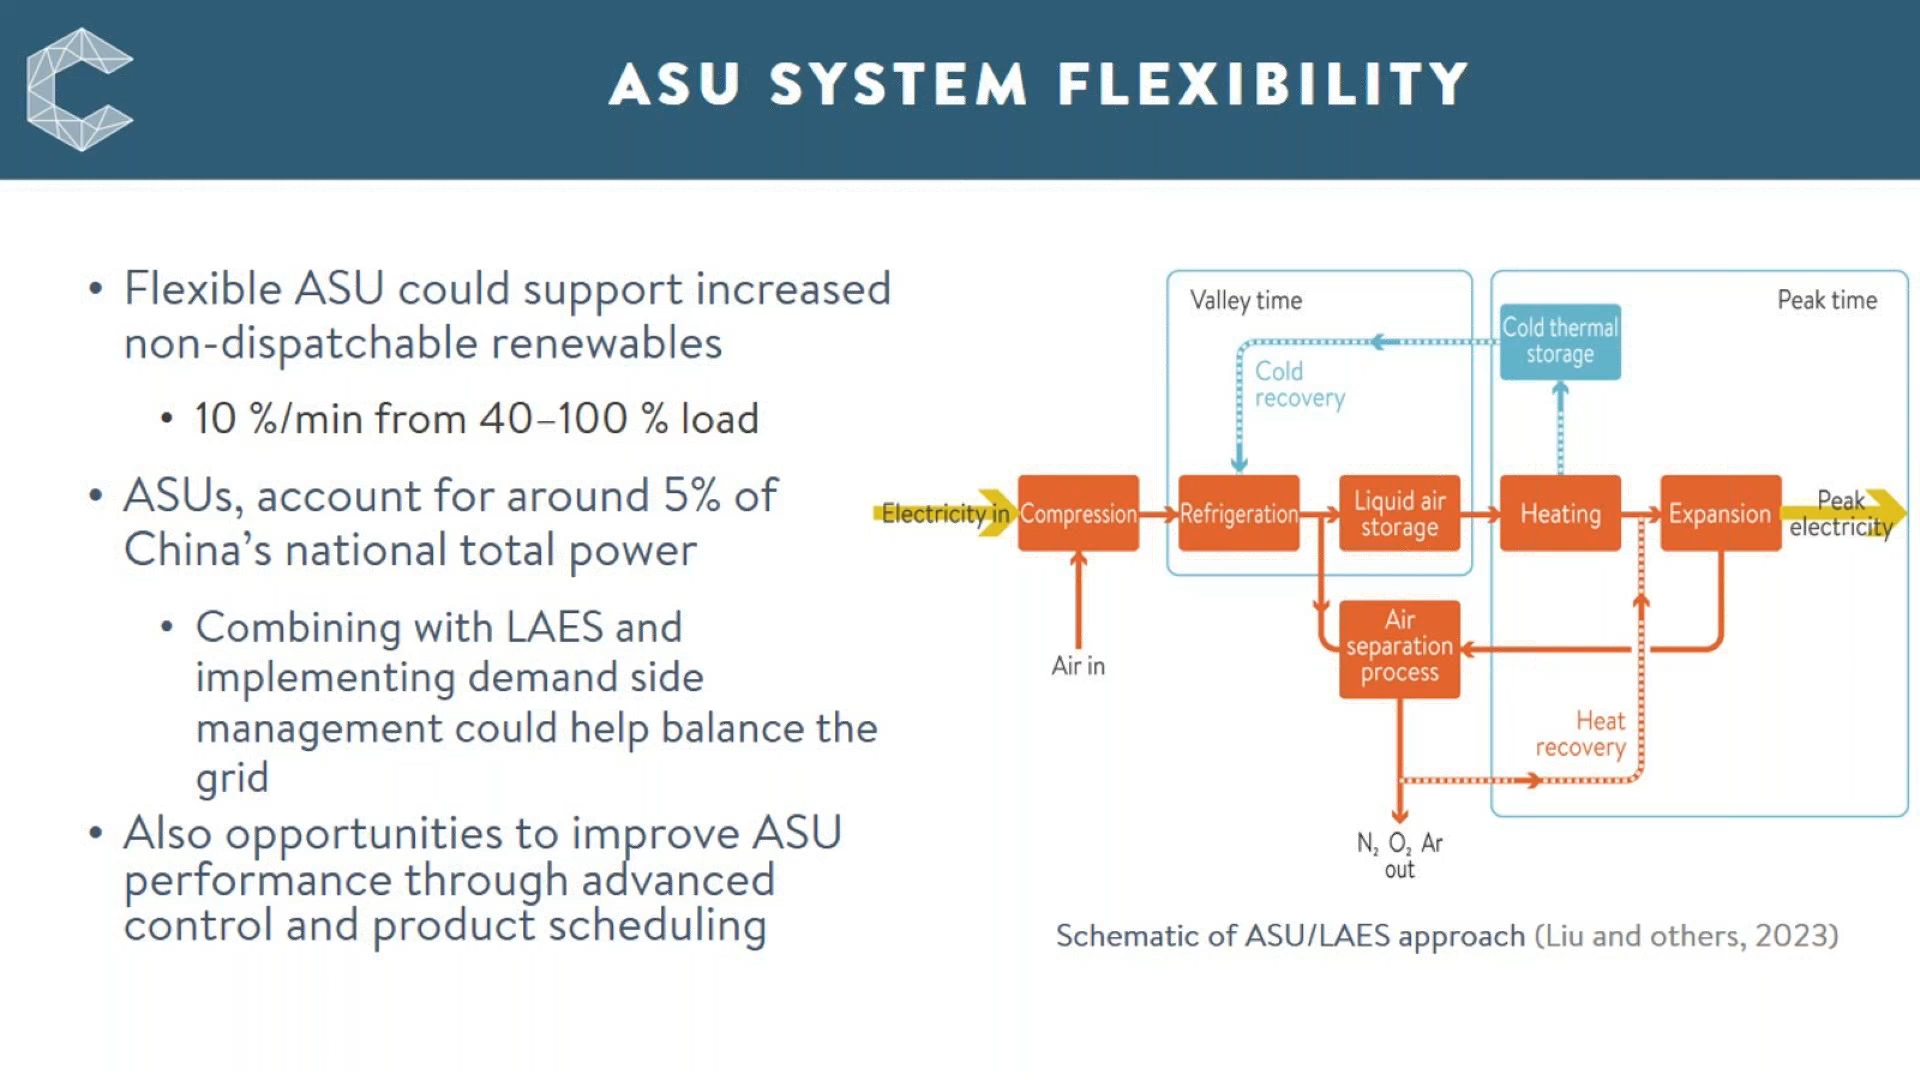 ASU SYSTEM FLEXIBILITY
• Flexible ASU could support increased
non-dispatchable renewables
• 10 %/min from 40–100 % load
• ASUs, account for around 5% of
China's national total power
• Combining with LAES and
implementing demand side
management could help balance the
grid
• Also opportunities to improve ASU
performance through advanced
control and product scheduling
Valley time
Peak time
Cold thermal
storage
Cold
recovery
Electricity in
Compression
Refrigeration
Liquid air
storage
Heating
Expansion
Peak
electricity
Air in
Air
separation
process
Heat
recovery
N₂ O₂ Ar
out
Schematic of ASU/LAES approach (Liu and others, 2023)